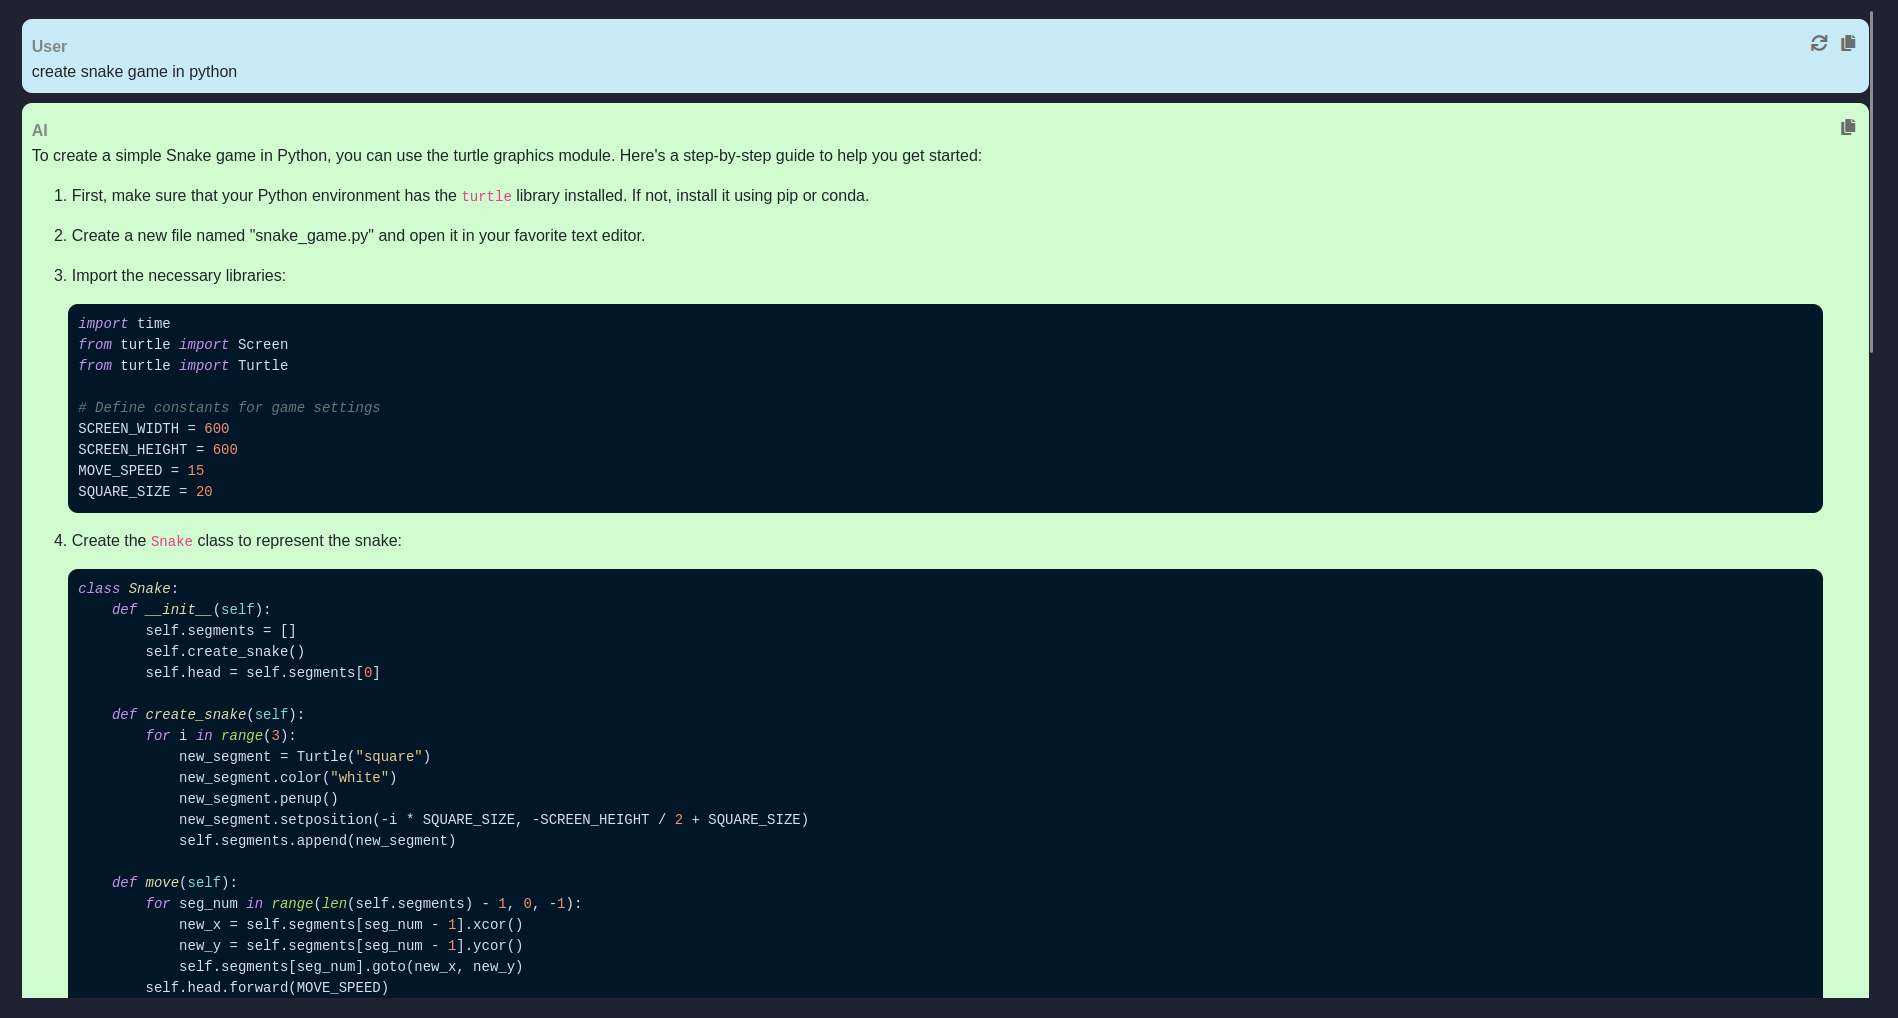 User
create snake game in python
AI
To create a simple Snake game in Python, you can use the turtle graphics module. Here's a step-by-step guide to help you get started:
1. First, make sure that your Python environment has the turtle library installed. If not, install it using pip or conda.
2. Create a new file named "snake_game.py" and open it in your favorite text editor.
3. Import the necessary libraries:
import time
from turtle import Screen
from turtle import Turtle

# Define constants for game settings
SCREEN_WIDTH = 600
SCREEN_HEIGHT = 600
MOVE_SPEED = 15
SQUARE_SIZE = 20
4. Create the Snake class to represent the snake:
class Snake:
    def __init__(self):
        self.segments = []
        self.create_snake()
        self.head = self.segments[0]

    def create_snake(self):
        for i in range(3):
            new_segment = Turtle("square")
            new_segment.color("white")
            new_segment.penup()
            new_segment.setposition(-i * SQUARE_SIZE, -SCREEN_HEIGHT / 2 + SQUARE_SIZE)
            self.segments.append(new_segment)

    def move(self):
        for seg_num in range(len(self.segments) - 1, 0, -1):
            new_x = self.segments[seg_num - 1].xcor()
            new_y = self.segments[seg_num - 1].ycor()
            self.segments[seg_num].goto(new_x, new_y)
        self.head.forward(MOVE_SPEED)